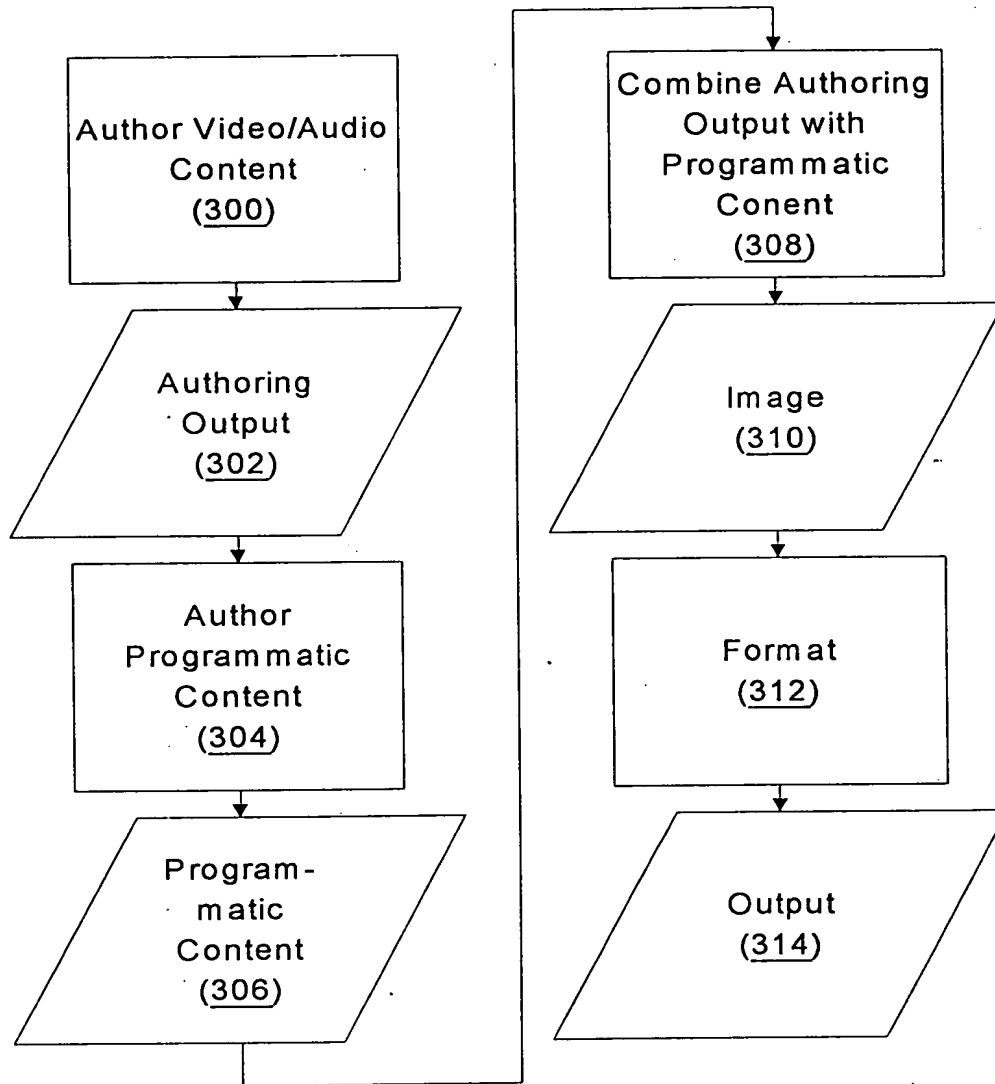 Author Video/Audio
Content
(300)
Authoring
Output
(302)
Author
Programmatic
Content
(304)
Program-
matic
Content
(306)
Combine Authoring
Output with
Programmatic
Conent
(308)
Image
(310)
Format
(312)
Output
(314)